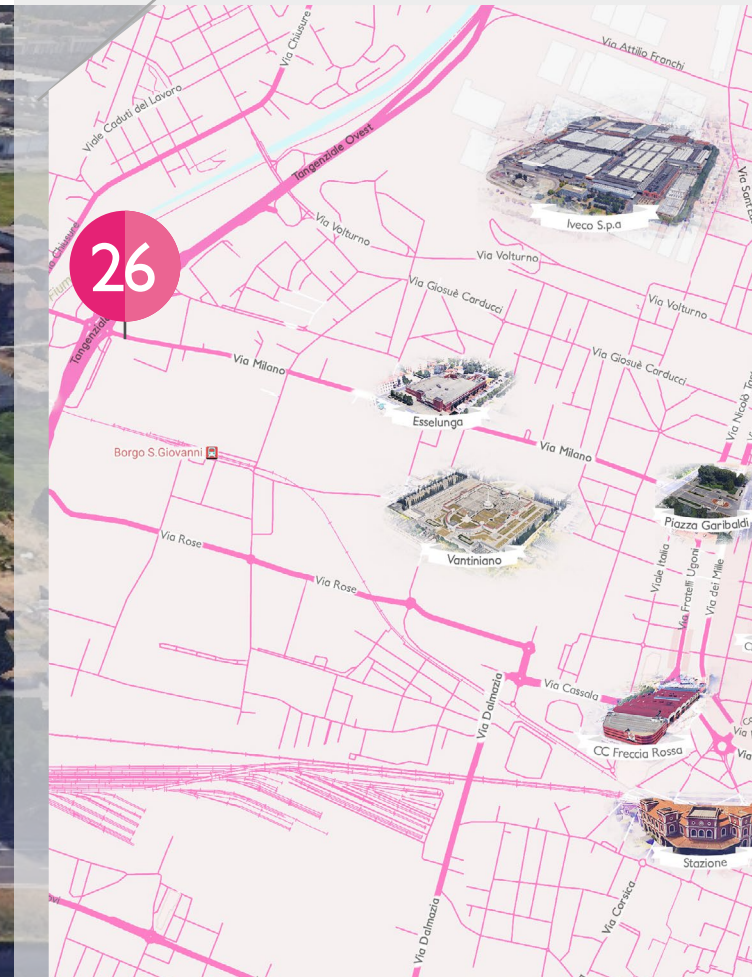 Via Chiusure
Via Attilio Franchi
Viale Caduti del Lavoro
Tangenziale Ovest
Iveco S.p.a
Via Volturno
Via Volturno
26
Via Giosuè Carducci
Via Volturno
Via Milano
Via Giosuè Carducci
Esselunga
Via Milano
Borgo S.Giovanni
Piazza Garibaldi
Via Rose
Vantiniano
Via Rose
Viale Italia
Via Fratelli Ugoni
Via dei Mille
Via Cassala
Via Dalmazia
CC Freccia Rossa
Stazione
Via Corsica
Via Dalmazia